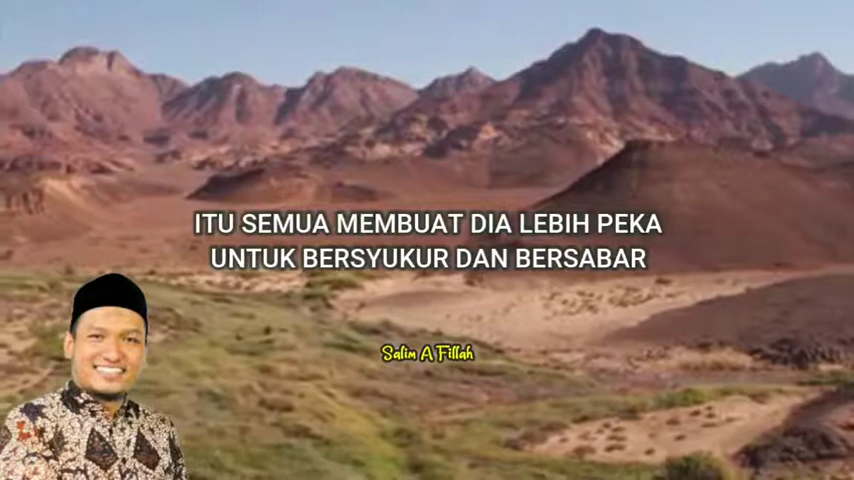 ITU SEMUA MEMBUAT DIA LEBIH PEKA
UNTUK BERSYUKUR DAN BERSABAR
Salim A Fillah